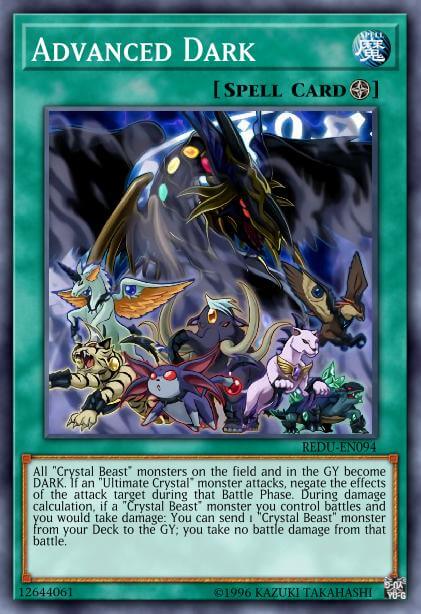 ADVANCED DARK
SPELL
魔
[SPELL CARD]
REDU-EN094
All "Crystal Beast" monsters on the field and in the GY become
DARK. If an "Ultimate Crystal" monster attacks, negate the effects
of the attack target during that Battle Phase. During damage
calculation, if a "Crystal Beast" monster you control battles and
you would take damage: You can send 1 "Crystal Beast" monster
from your Deck to the GY; you take no damage from that
battle.
12644061
©1996 KAZUKI TAKAHASHI